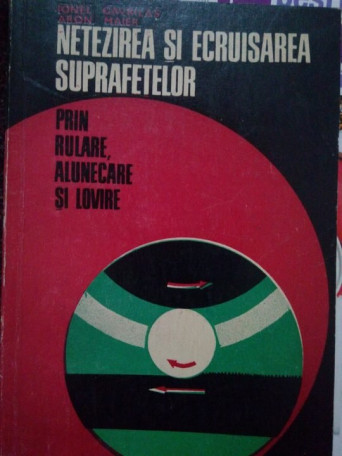 IONEL GAVRILAȘ
ARON MAIER
NETEZIREA ȘI ECRUISAREA
SUPRAFEȚELOR
PRIN
RULARE,
ALUNECARE
ȘI LOVIRE